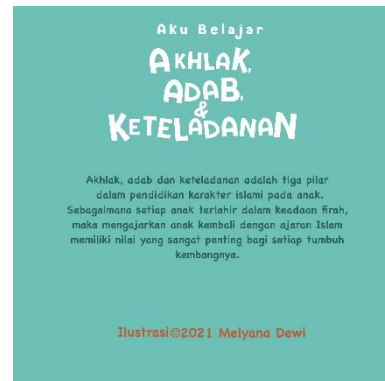 Aku Belajar
AKHLAK,
ADAB,
&
KETELADANAN
Akhlak, adab dan keteladanan adalah tiga pilar
dalam pendidikan karakter islami pada anak.
Sebagaimana setiap anak terlahir dalam keadaan firah,
maka mengajarkan anak kembali dengan ajaran Islam
memiliki nilai yang sangat penting bagi setiap tumbuh
kembangnya.
Ilustrasi©2021 Melyana Dewi